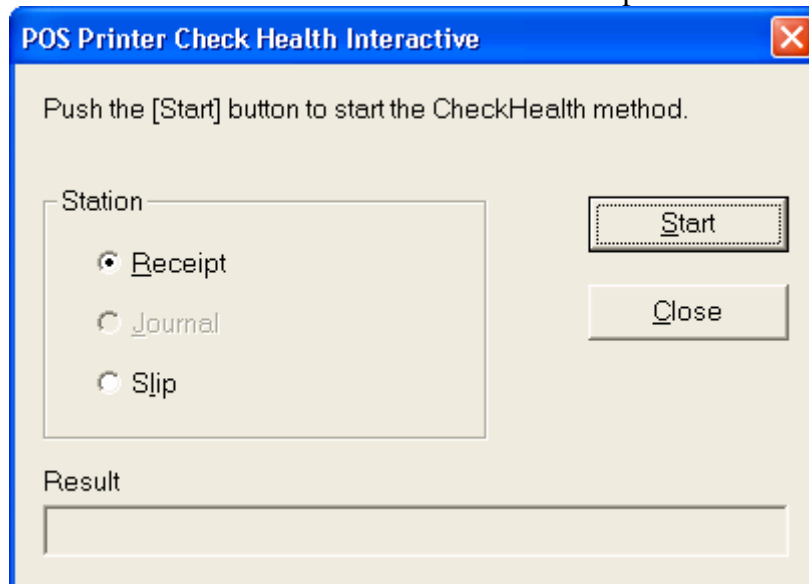 POS Printer Check Health Interactive
Push the [Start] button to start the CheckHealth method.
Station
Receipt
Journal
Slip
Start
Close
Result